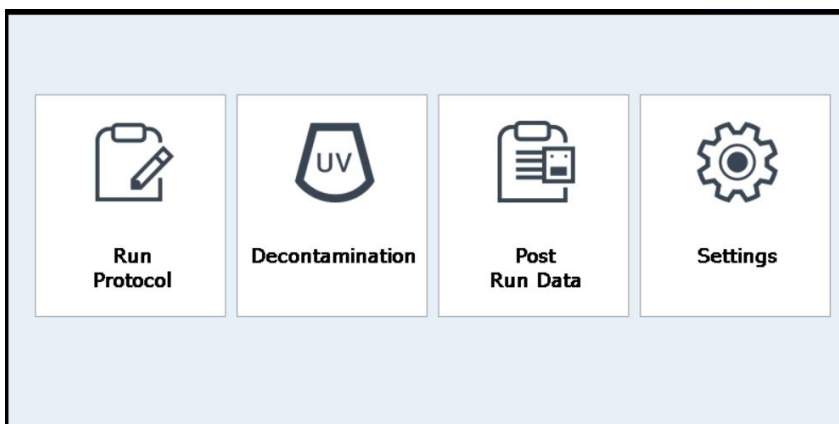 UV
Run
Protocol
Decontamination
Post
Run Data
Settings